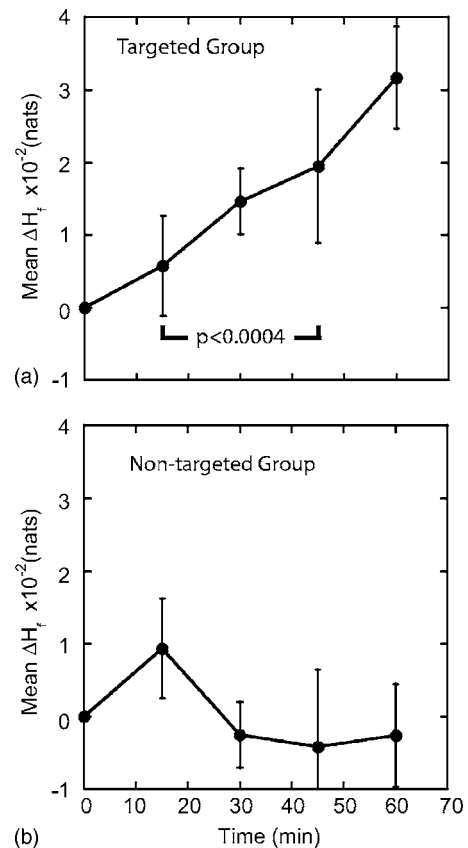 4
Targeted Group
3
2
1
0
-1
Mean ΔH_f x10^-2(nats)
p<0.0004
(a)
4
Non-targeted Group
3
2
1
0
-1
Mean ΔH_f x10^-2(nats)
0 10 20 30 40 50 60 70
(b) Time (min)